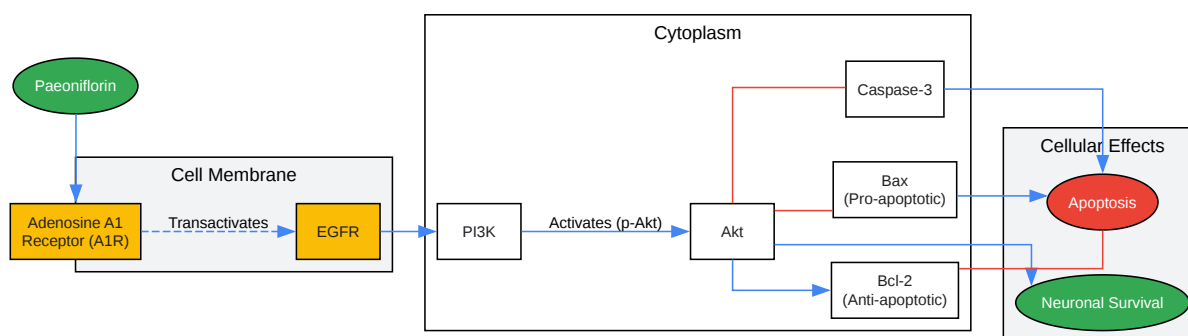 Cytoplasm
Paeoniflorin
Caspase-3
Cell Membrane
Cellular Effects
Bax
(Pro-apoptotic)
Apoptosis
Adenosine A1
Receptor (A1R)
Transactivates
EGFR
PI3K
Activates (p-Akt)
Akt
Bcl-2
(Anti-apoptotic)
Neuronal Survival